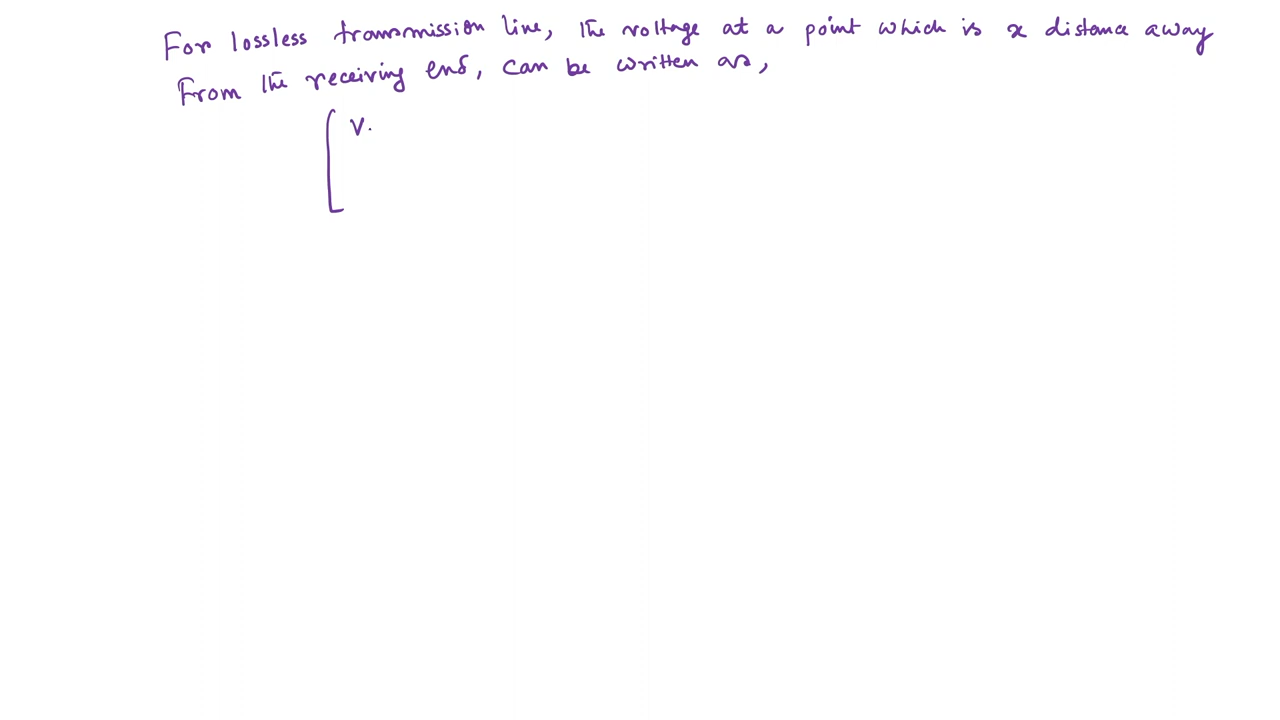 For lossless transmission line, the voltage at a point which is x distance away
From the receiving end, can be written as,
[ V.